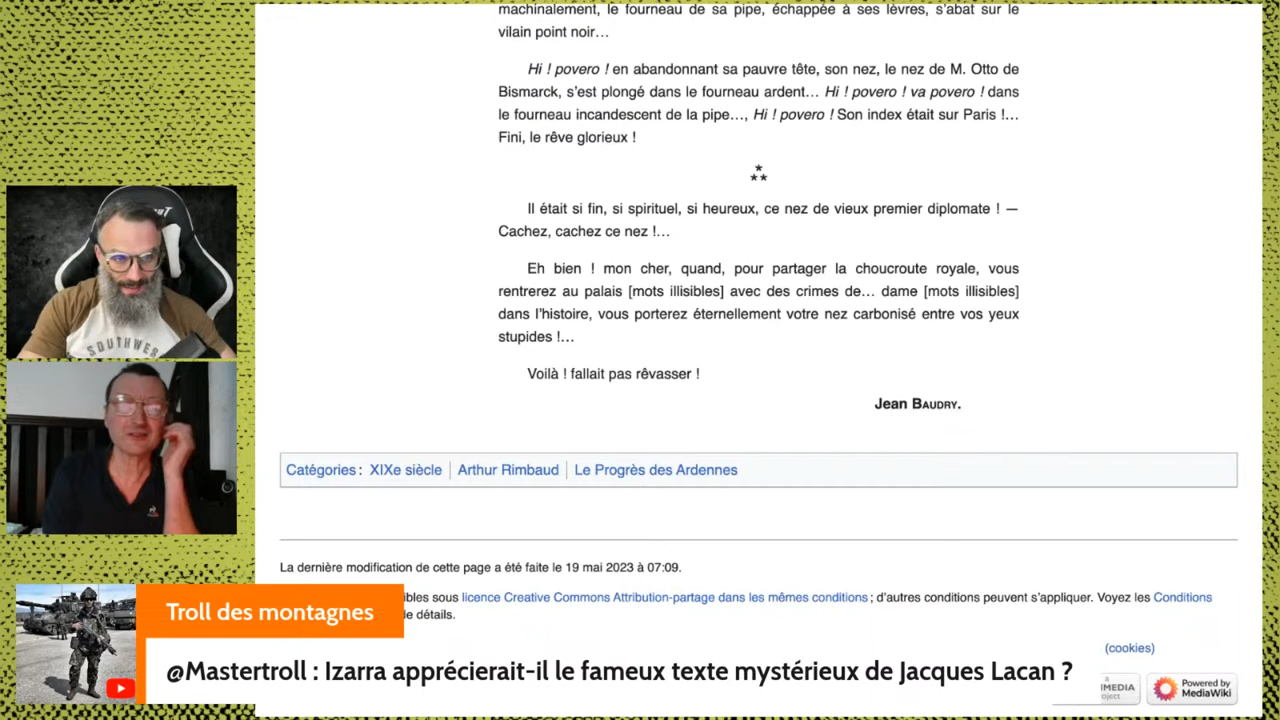 machinalement, le fourneau de sa pipe, échappée à ses lèvres, s’abat sur le
vilain point noir…
Hi ! povero ! en abandonnant sa pauvre tête, son nez, le nez de M. Otto de
Bismarck, s’est plongé dans le fourneau ardent… Hi ! povero ! va povero ! dans
le fourneau incandescent de la pipe…, Hi ! povero ! Son index était sur Paris !…
Fini, le rêve glorieux !
*
**
Il était si fin, si spirituel, si heureux, ce nez de vieux premier diplomate ! —
Cachez, cachez ce nez !…
Eh bien ! mon cher, quand, pour partager la choucroute royale, vous
rentrerez au palais [mots illisibles] avec des crimes de… dame [mots illisibles]
dans l’histoire, vous porterez éternellement votre nez carbonisé entre vos yeux
stupides !…
Voilà ! fallait pas rêvasser !
Jean Baudry.
SOUTHWES
Catégories : XIXe siècle | Arthur Rimbaud | Le Progrès des Ardennes
La dernière modification de cette page a été faite le 19 mai 2023 à 07:09.
ibles sous licence Creative Commons Attribution-partage dans les mêmes conditions ; d’autres conditions peuvent s’appliquer. Voyez les Conditions
de détails.
Troll des montagnes
(cookies)
@Mastertroll : Izarra apprécierait-il le fameux texte mystérieux de Jacques Lacan ?
a
IMEDIA
oject
Powered by
MediaWiki